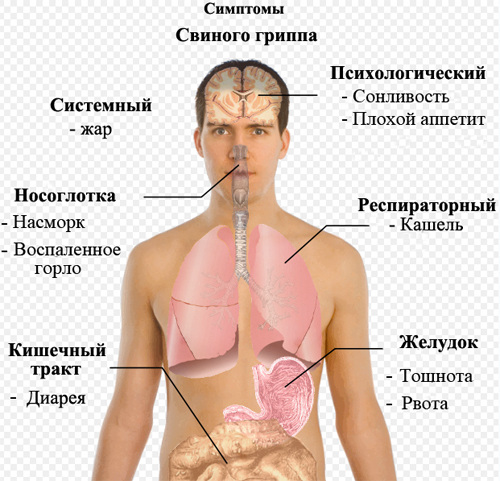 Симптомы
Свиного гриппа
Психологический
- Сонливость
- Плохой аппетит
Системный
- жар
Носоглотка
- Насморк
- Воспаленное
горло
Респираторный
- Кашель
Кишечный
тракт
- Диарея
Желудок
- Тошнота
- Рвота